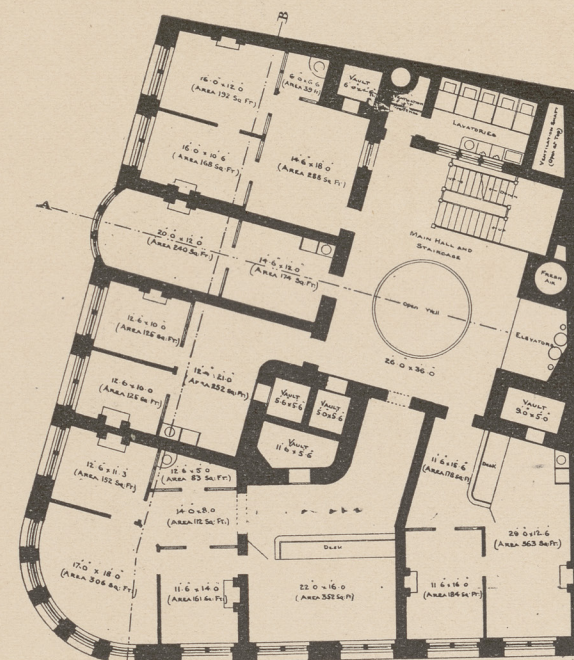 B
16.0 x 12.0
(Area 192 Sq. Ft.)
6.0 x 6.6
(Area 39 ft)
Vault
Lavatories
Ventilating Shaft
(Open at Top)
16.0 x 10.6
(Area 168 Sq. Ft.)
14.6 x 18.0
(Area 288 Sq. Ft.)
A
20.0 x 12.0
(Area 240 Sq. Ft.)
14.6 x 12.0
(Area 174 Sq. Ft.)
Main Hall and
Staircase
Open Well
26.0 x 36.0
Fresh
Air
Elevators
12.6 x 10.0
(Area 125 Sq. Ft.)
12.6 x 10.0
(Area 125 Sq. Ft.)
12.0 x 21.0
(Area 252 Sq. Ft.)
Vault
5.6 x 5.6
Vault
5.0 x 5.6
Vault
11.6 x 5.6
Vault
9.0 x 5.0
12.6 x 11.3
(Area 152 Sq. Ft.)
12.6 x 5.0
(Area 63 Sq. Ft.)
14.0 x 8.0
(Area 112 Sq. Ft.)
Desk
11.6 x 15.6
(Area 178 Sq. Ft.)
Desk
29.0 x 12.6
(Area 363 Sq. Ft.)
17.0 x 18.0
(Area 306 Sq. Ft.)
11.6 x 14.0
(Area 161 Sq. Ft.)
22.0 x 16.0
(Area 352 Sq. Ft.)
11.6 x 16.0
(Area 184 Sq. Ft.)